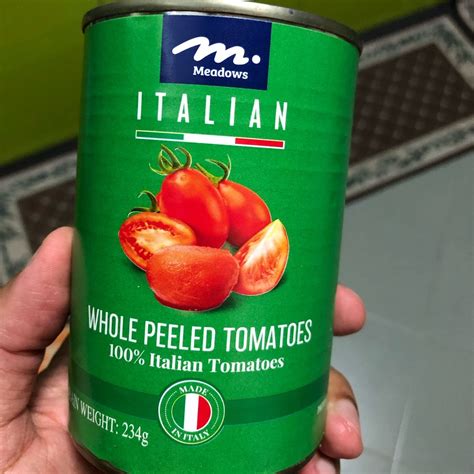 m.
Meadows
ITALIAN
WHOLE PEELED TOMATOES
100% Italian Tomatoes
MADE
IN ITALY
WEIGHT: 234g